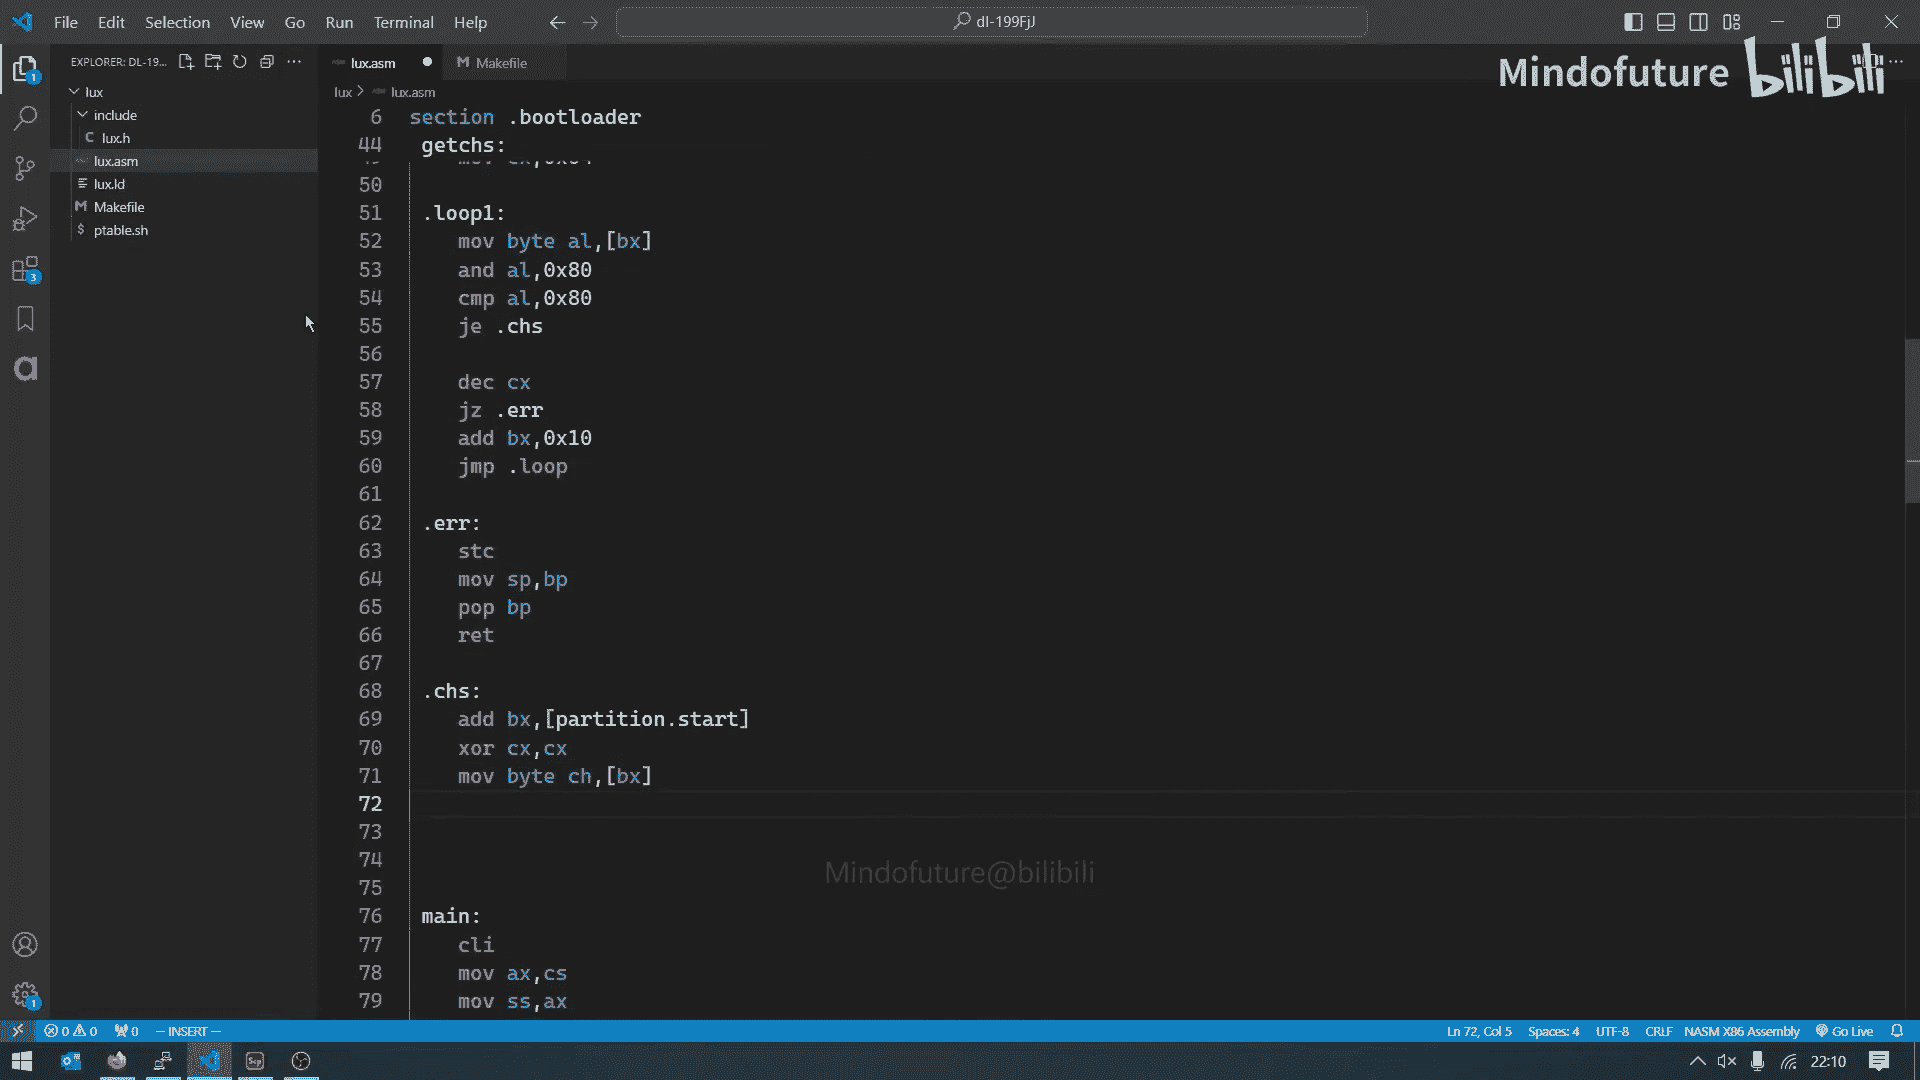 File Edit Selection View Go Run Terminal Help
dl-199FjJ
EXPLORER: DL-19...
lux.asm
Makefile
Mindofuture bilibili
lux
include
lux.h
lux.asm
lux.ld
Makefile
ptable.sh
lux > lux.asm
6 section .bootloader
44 getchs:
50
51 .loop1:
52 mov byte al,[bx]
53 and al,0x80
54 cmp al,0x80
55 je .chs
56
57 dec cx
58 jz .err
59 add bx,0x10
60 jmp .loop
61
62 .err:
63 stc
64 mov sp,bp
65 pop bp
66 ret
67
68 .chs:
69 add bx,[partition.start]
70 xor cx,cx
71 mov byte ch,[bx]
72
73
74
75
Mindofuture@bilibili
76 main:
77 cli
78 mov ax,cs
79 mov ss,ax
0 0 0 -- INSERT --
Ln 72, Col 5 Spaces: 4 UTF-8 CRLF NASM X86 Assembly Go Live
22:10